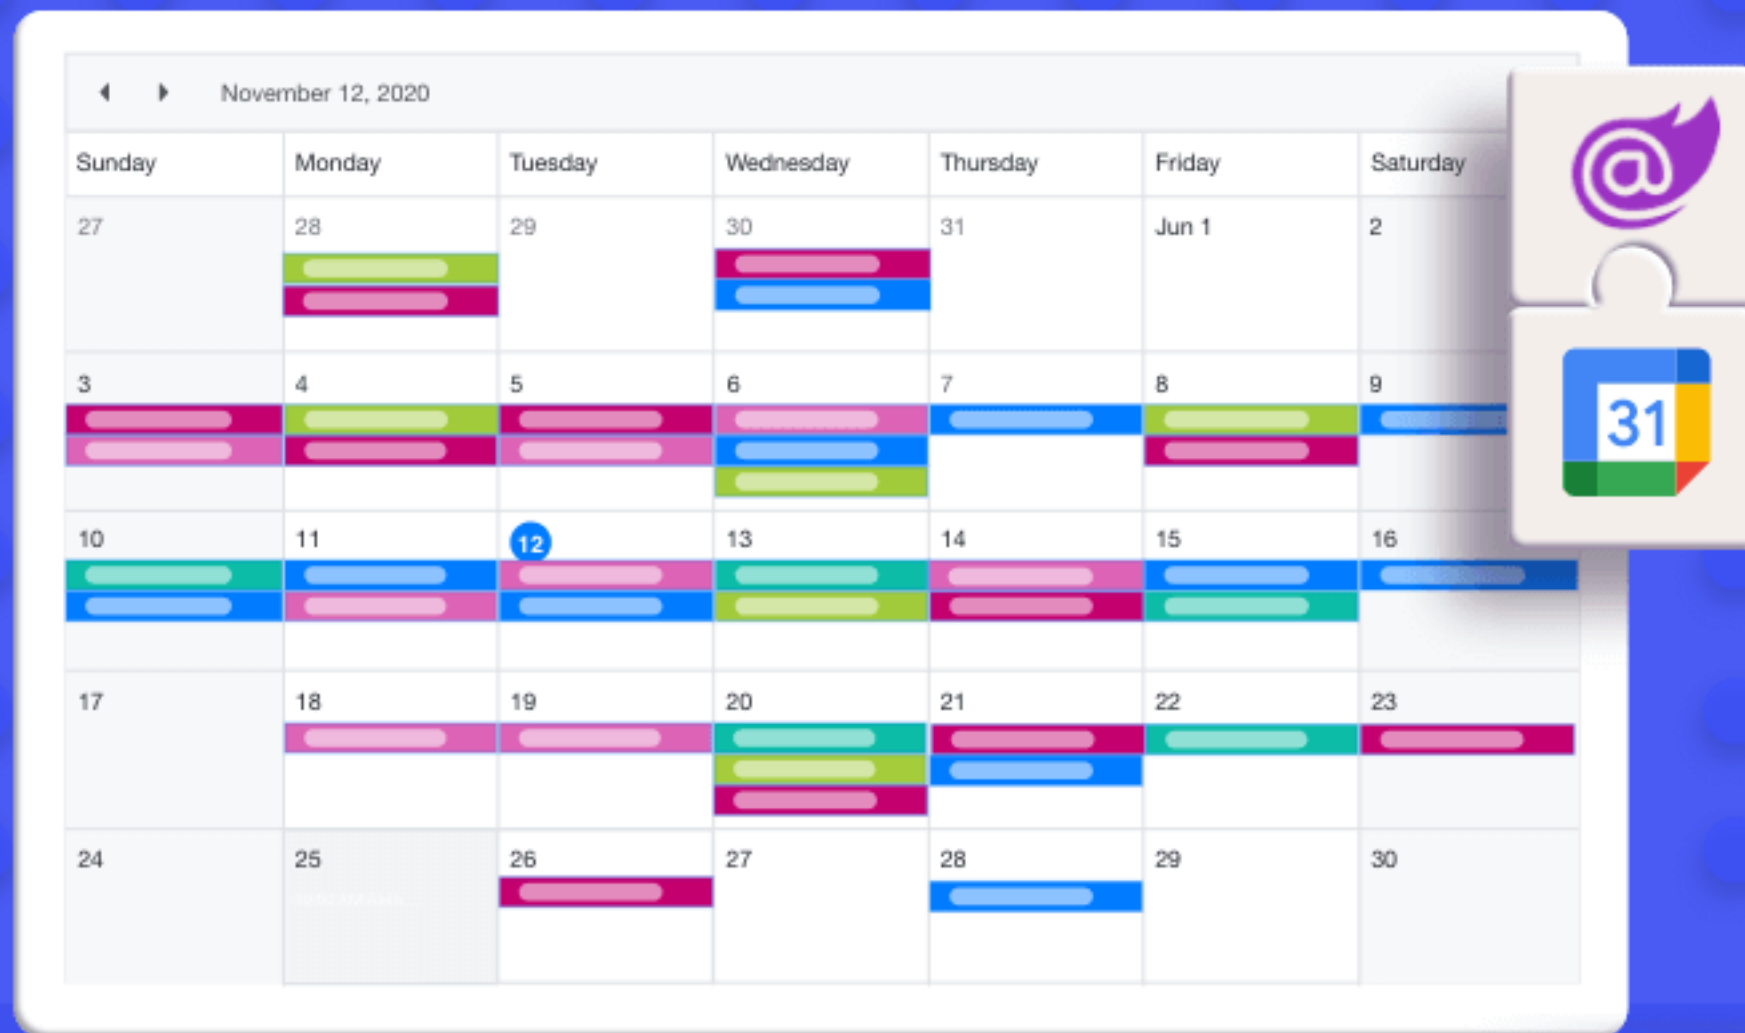 November 12, 2020
Sunday Monday Tuesday Wednesday Thursday Friday Saturday
27 28 29 30 31 Jun 1 2
3 4 5 6 7 8 9
10 11 12 13 14 15 16
17 18 19 20 21 22 23
24 25 26 27 28 29 30
@
31